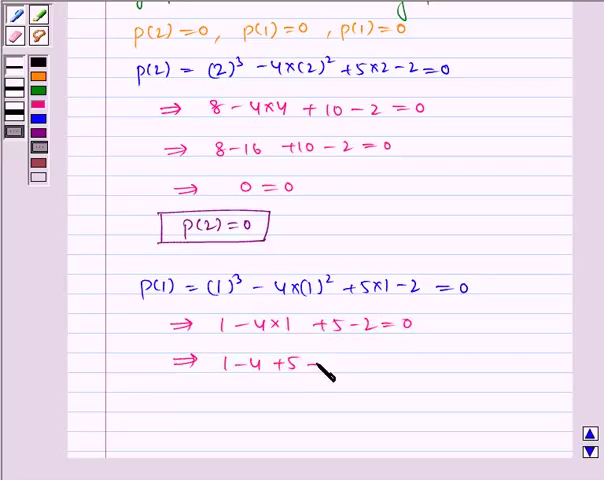 p(2)=0, p(1)=0, p(1)=0
p(2) = (2)³ - 4×(2)² + 5×2 - 2 = 0
⇒ 8 - 4×4 + 10 - 2 = 0
⇒ 8 - 16 + 10 - 2 = 0
⇒ 0 = 0
p(2) = 0
p(1) = (1)³ - 4×(1)² + 5×1 - 2 = 0
⇒ 1 - 4×1 + 5 - 2 = 0
⇒ 1 - 4 + 5 -